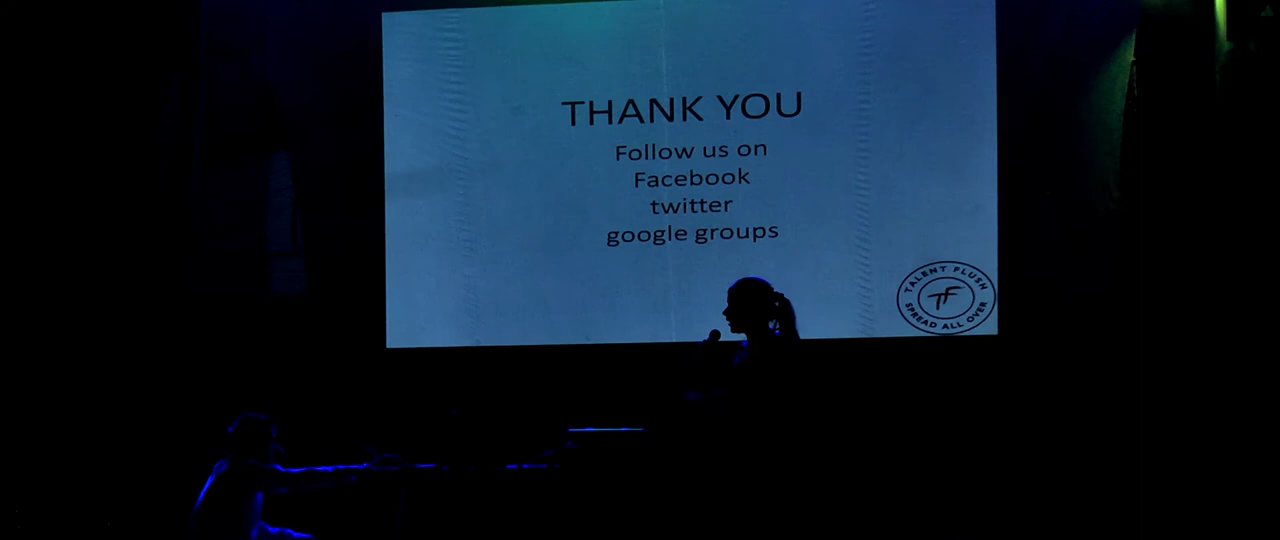 THANK YOU
Follow us on
Facebook
twitter
google groups
TALENT FLUSH
TF
SPREAD ALL OVER